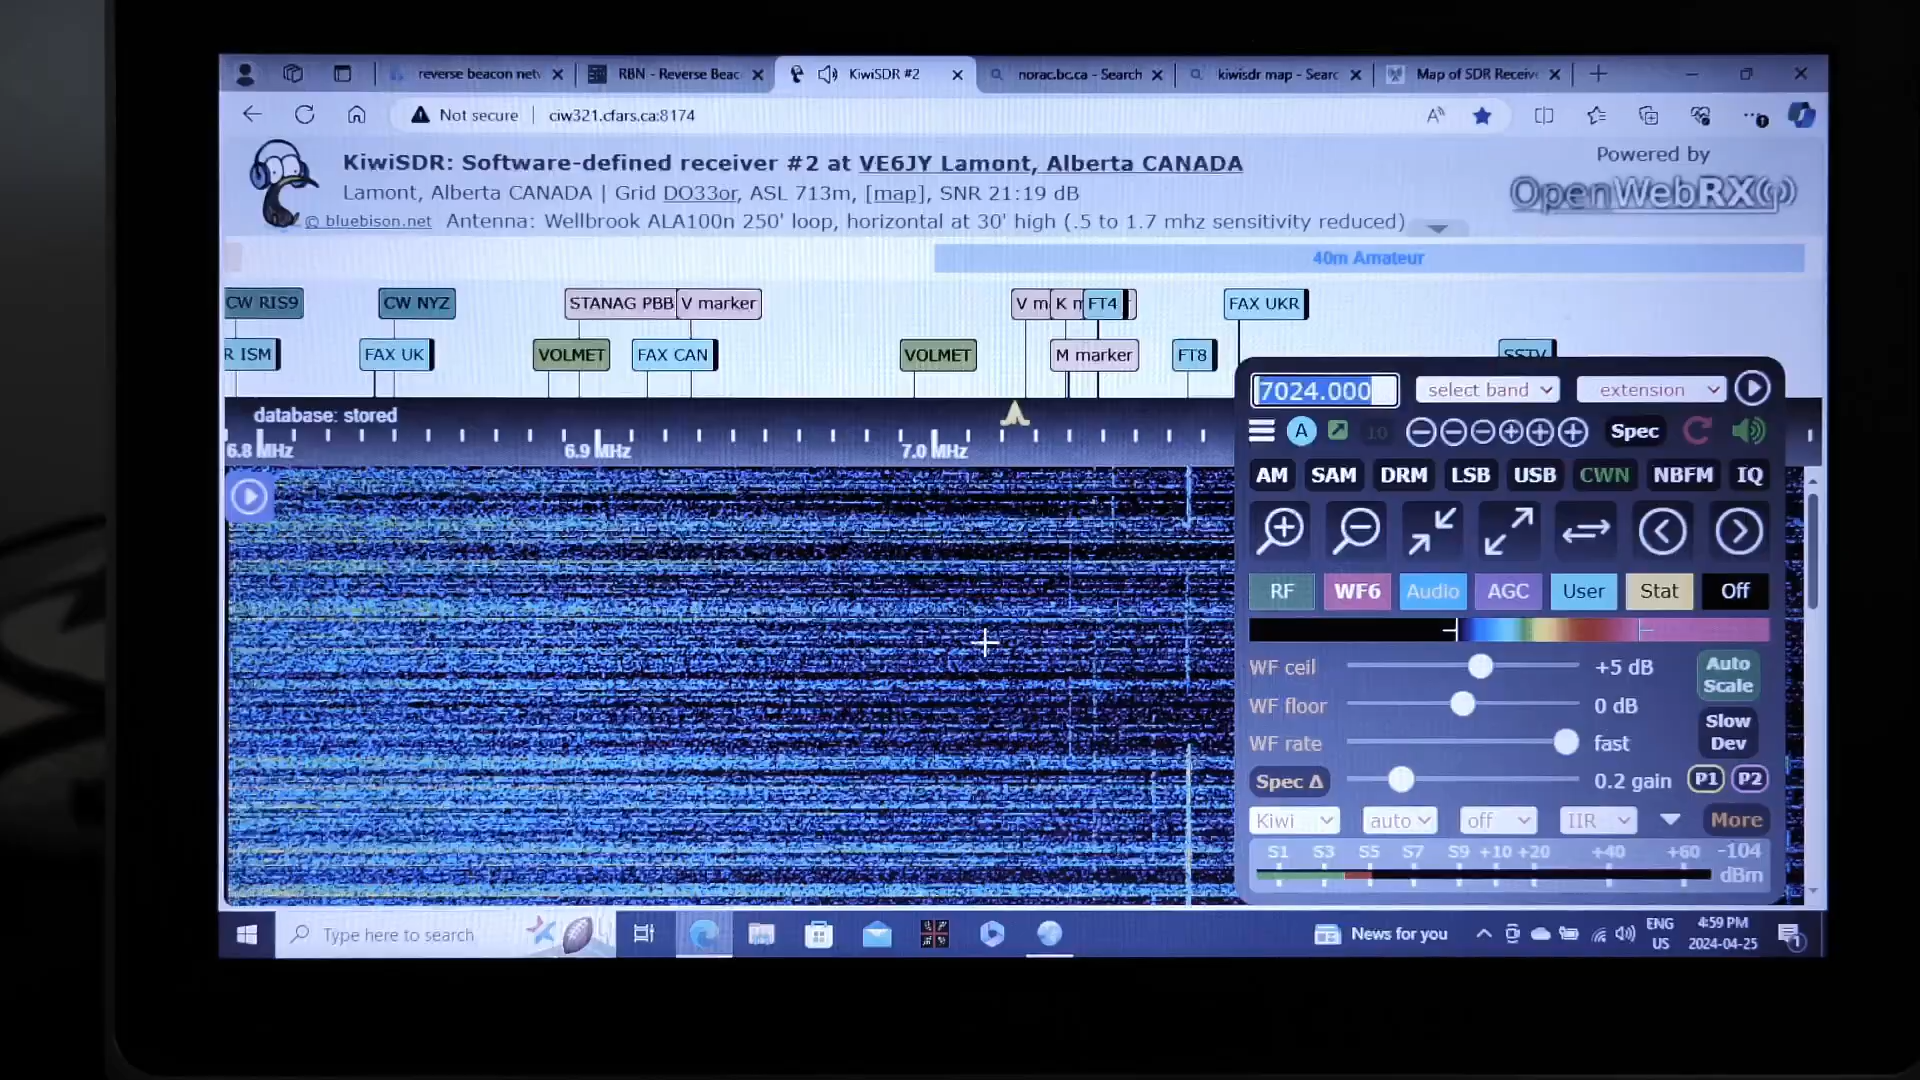 reverse beacon netw
RBN - Reverse Beac
KiwiSDR #2
norac.bc.ca - Search
kiwisdr map - Searc
Map of SDR Receive
Not secure
ciw321.cfars.ca:8174
KiwiSDR: Software-defined receiver #2 at VE6JY Lamont, Alberta CANADA
Powered by
Lamont, Alberta CANADA | Grid DO33or, ASL 713m, [map], SNR 21:19 dB
OpenWebRX
© bluebison.net Antenna: Wellbrook ALA100n 250' loop, horizontal at 30' high (.5 to 1.7 mhz sensitivity reduced)
40m Amateur
CW RIS9 CW NYZ STANAG PBB V marker V m K m FT4 FAX UKR
R ISM FAX UK VOLMET FAX CAN VOLMET M marker FT8 SSTV
7024.000 select band extension
database: stored
A 10 Spec
6.8 MHz 6.9 MHz 7.0 MHz
AM SAM DRM LSB USB CWN NBFM IQ
RF WF6 Audio AGC User Stat Off
WF ceil +5 dB Auto Scale
WF floor 0 dB
WF rate fast Slow Dev
Spec Δ 0.2 gain P1 P2
Kiwi auto off IIR More
S1 S3 S5 S7 S9 +10 +20 +40 +60 -104
dBm
Type here to search
News for you
ENG
US
4:59 PM
2024-04-25
1